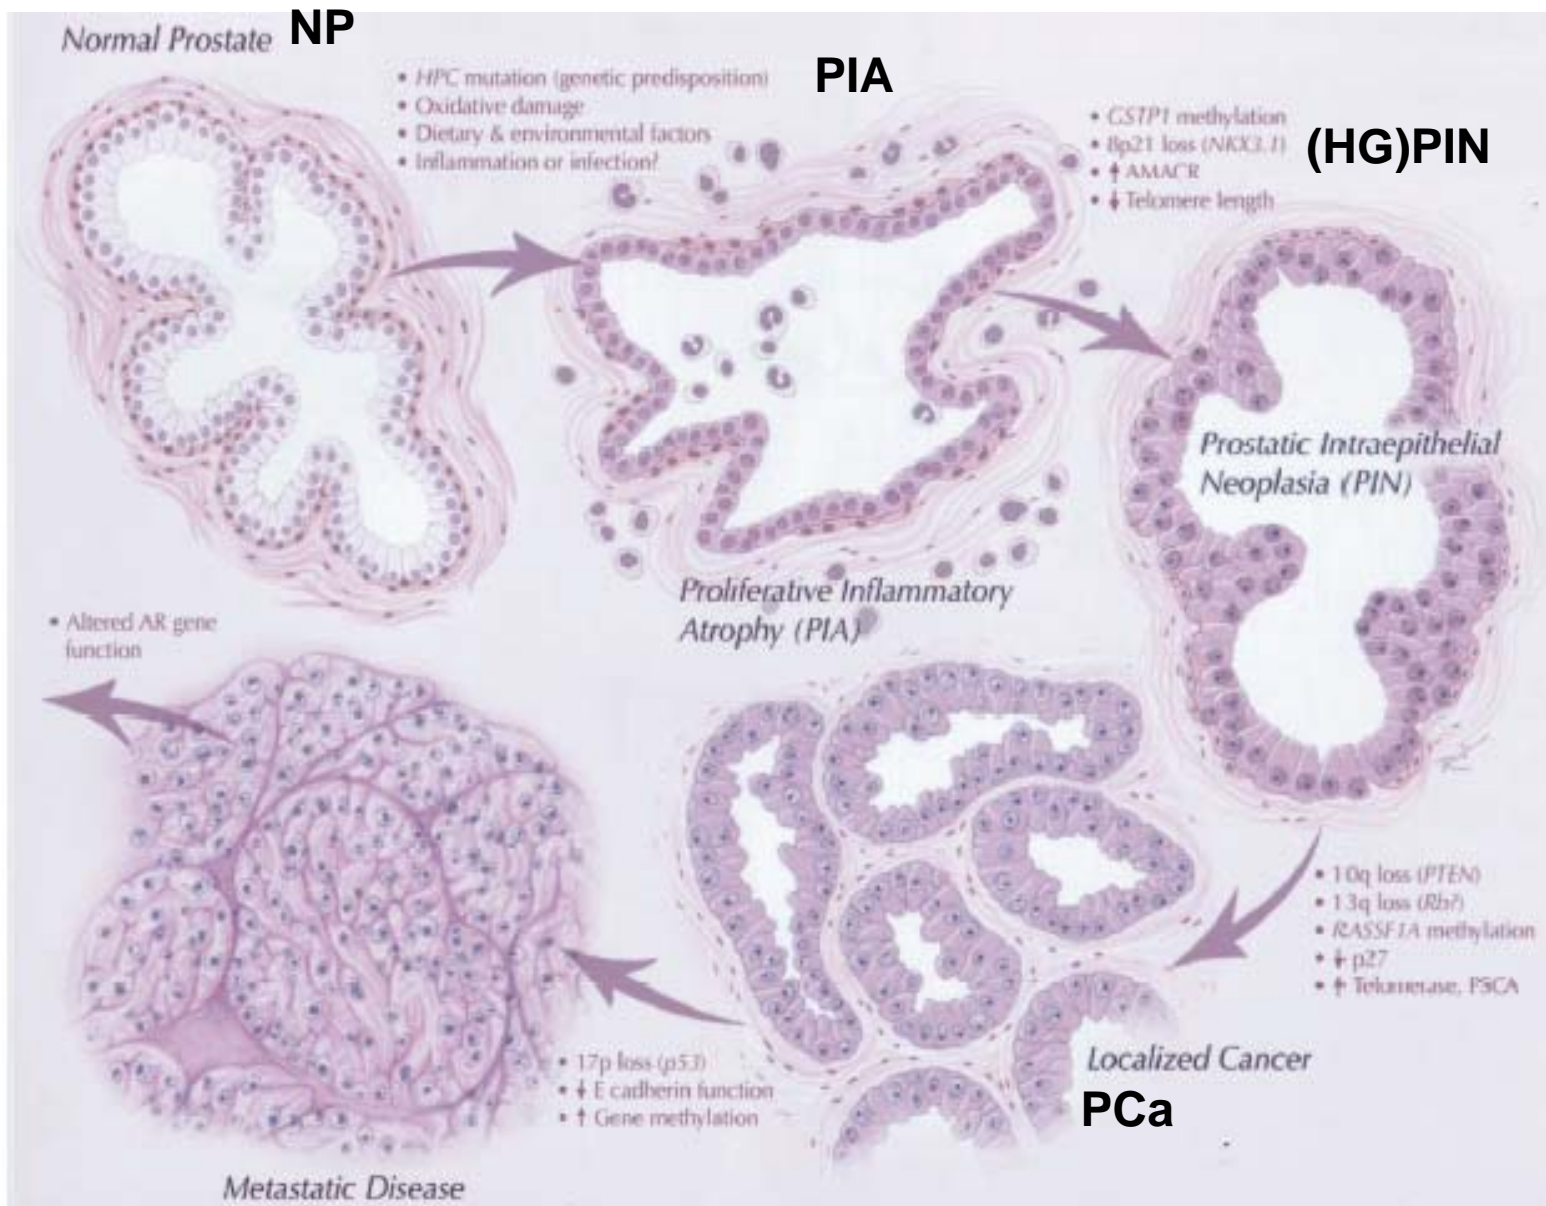 Normal Prostate NP
• HPC mutation (genetic predisposition)
• Oxidative damage
• Dietary & environmental factors
• Inflammation or infection?
PIA
• GSTP1 methylation
• 8p21 loss (NKX3.1)
• ↑ AMACR
• ↓ Telomere length
(HG)PIN
Prostatic Intraepithelial
Neoplasia (PIN)
Proliferative Inflammatory
Atrophy (PIA)
• Altered AR gene
function
• 10q loss (PTEN)
• 13q loss (Rb?)
• RASSF1A methylation
• ↓ p27
• ↑ Telomerase, PSCA
Localized Cancer
PCa
• 17p loss (p53)
• ↓ E cadherin function
• ↑ Gene methylation
Metastatic Disease